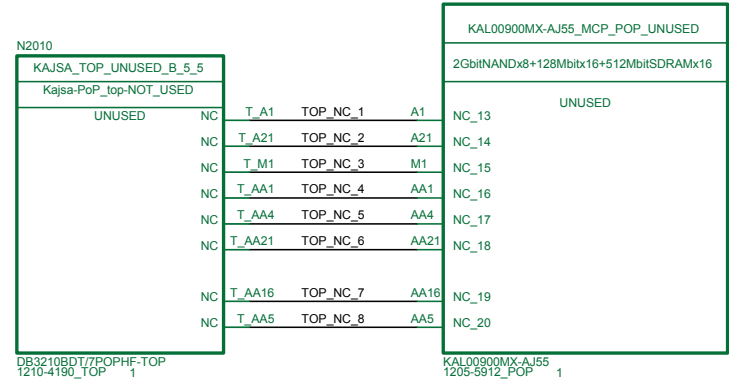 KAL00900MX-AJ55_MCP_POP_UNUSED
N2010
KAJSA_TOP_UNUSED_B_5_5
2GbitNANDx8+128Mbitx16+512MbitSDRAMx16
Kajsa-PoP_top-NOT_USED
UNUSED
UNUSED
NC T_A1 TOP_NC_1 A1 NC_13
NC T_A21 TOP_NC_2 A21 NC_14
NC T_M1 TOP_NC_3 M1 NC_15
NC T_AA1 TOP_NC_4 AA1 NC_16
NC T_AA4 TOP_NC_5 AA4 NC_17
NC T_AA21 TOP_NC_6 AA21 NC_18
NC T_AA16 TOP_NC_7 AA16 NC_19
NC T_AA5 TOP_NC_8 AA5 NC_20
DB3210BDT/7POPHF-TOP
1210-4190_TOP 1
KAL00900MX-AJ55
1205-5912_POP 1